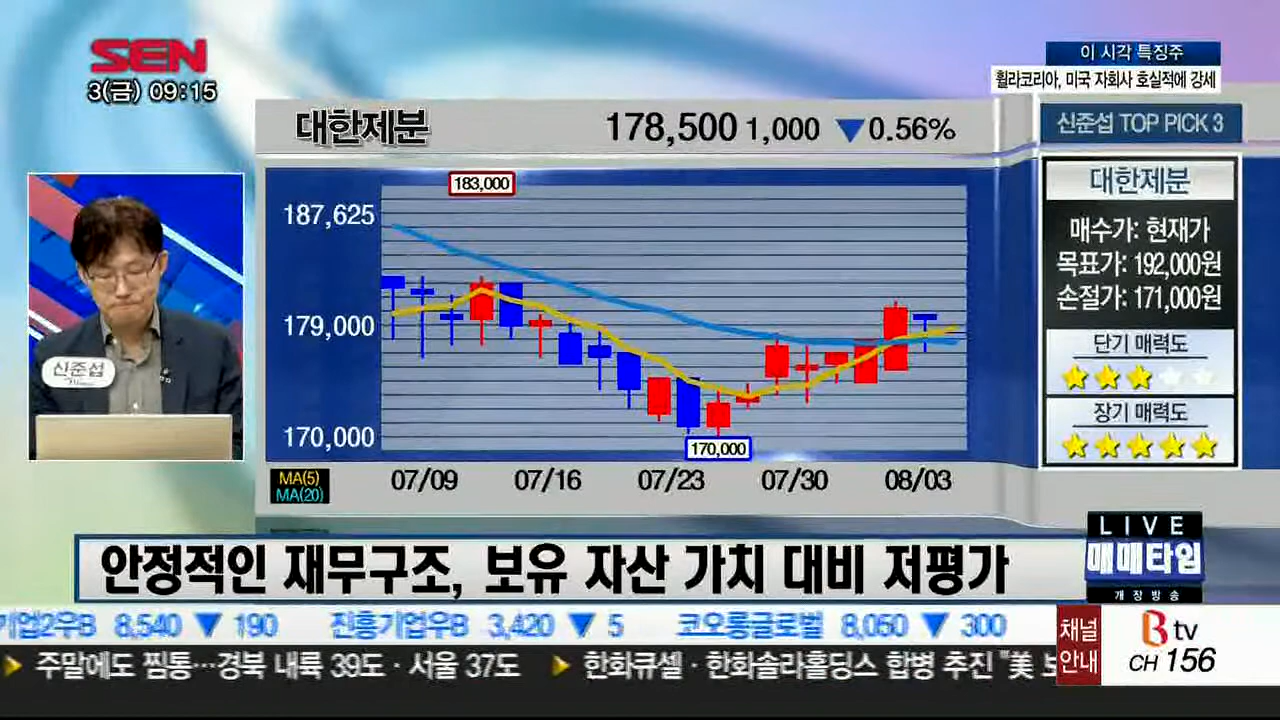 SEN
3(금) 09:15
이 시각 특징주
휠라코리아, 미국 자회사 호실적에 강세
대한제분 178,500 1,000 ▼0.56%
신준섭 TOP PICK 3
대한제분
매수가: 현재가
목표가: 192,000원
손절가: 171,000원
단기 매력도
장기 매력도
신준섭
183,000
187,625
179,000
170,000
170,000
MA(5)
MA(20)
07/09 07/16 07/23 07/30 08/03
안정적인 재무구조, 보유 자산 가치 대비 저평가
LIVE
매매타임
개장방송
기업2우B 8,540 ▼ 190 진흥기업우B 3,420 ▼ 5 코오롱글로벌 8,050 ▼ 300
주말에도 찜통…경북 내륙 39도·서울 37도 한화큐셀·한화솔라홀딩스 합병 추진 "美
채널
안내
B tv
CH 156